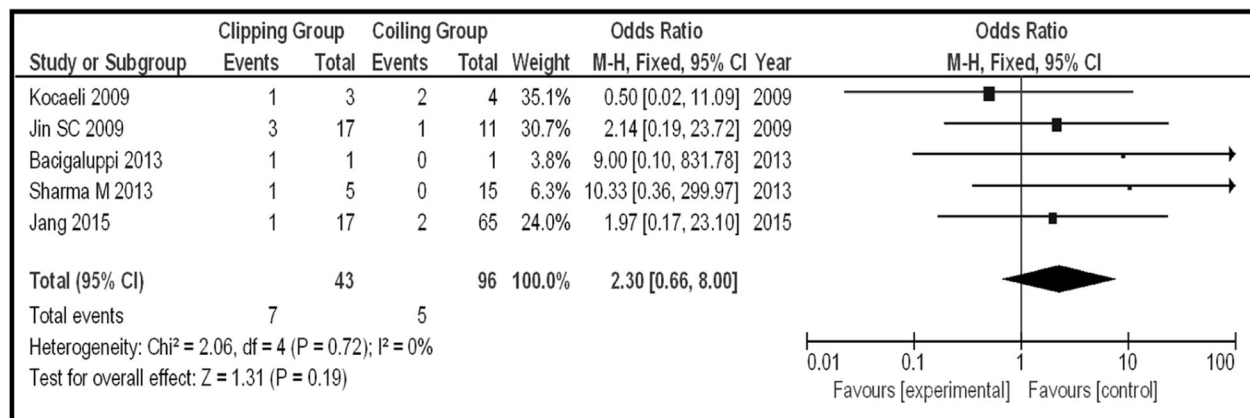 Clipping Group Coiling Group Odds Ratio Odds Ratio
Study or Subgroup Events Total Events Total Weight M-H, Fixed, 95% CI Year M-H, Fixed, 95% CI
Kocaeli 2009 1 3 2 4 35.1% 0.50 [0.02, 11.09] 2009
Jin SC 2009 3 17 1 11 30.7% 2.14 [0.19, 23.72] 2009
Bacigaluppi 2013 1 1 0 1 3.8% 9.00 [0.10, 831.78] 2013
Sharma M 2013 1 5 0 15 6.3% 10.33 [0.36, 299.97] 2013
Jang 2015 1 17 2 65 24.0% 1.97 [0.17, 23.10] 2015
Total (95% CI) 43 96 100.0% 2.30 [0.66, 8.00]
Total events 7 5
Heterogeneity: Chi² = 2.06, df = 4 (P = 0.72); I² = 0%
Test for overall effect: Z = 1.31 (P = 0.19)
0.01 0.1 1 10 100
Favours [experimental] Favours [control]